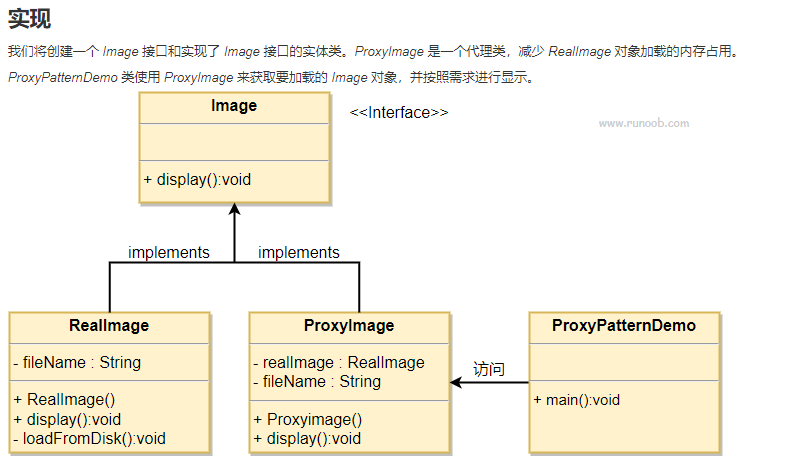 实现
我们将创建一个 Image 接口和实现了 Image 接口的实体类。ProxyImage 是一个代理类，减少 RealImage 对象加载的内存占用。
ProxyPatternDemo 类使用 ProxyImage 来获取要加载的 Image 对象，并按照需求进行显示。
Image
<<Interface>>
www.runoob.com
+ display():void
implements
implements
RealImage
- fileName : String
+ RealImage()
+ display():void
- loadFromDisk():void
ProxyImage
- realImage : RealImage
- fileName : String
+ Proxyimage()
+ display():void
访问
ProxyPatternDemo
+ main():void